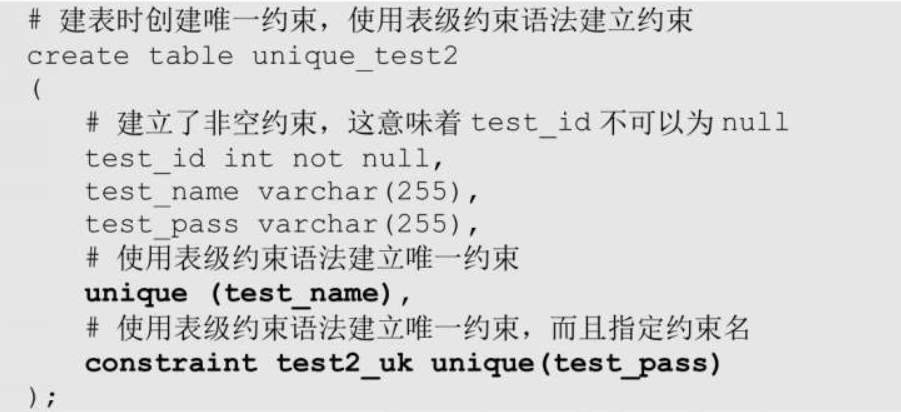 # 建表时创建唯一约束，使用表级约束语法建立约束
create table unique_test2
(
# 建立了非空约束，这意味着 test_id 不可以为 null
test_id int not null,
test_name varchar(255),
test_pass varchar(255),
# 使用表级约束语法建立唯一约束
unique (test_name),
# 使用表级约束语法建立唯一约束，而且指定约束名
constraint test2_uk unique(test_pass)
);